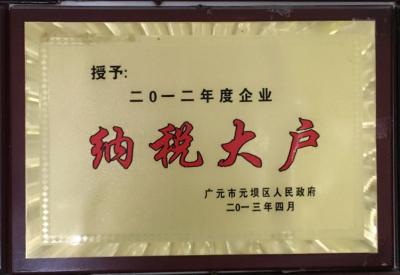 授予:
二0一二年度企业
纳税大户
广元市元坝区人民政府
二0一三年四月